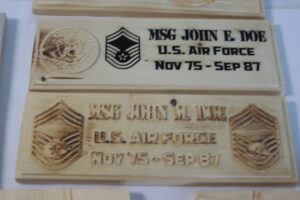 MSG JOHN E. DOE
U.S. AIR FORCE
NOV 75 - SEP 87
MSG JOHN M. DOE
U.S. AIR FORCE
NOV 75 - SEP 87